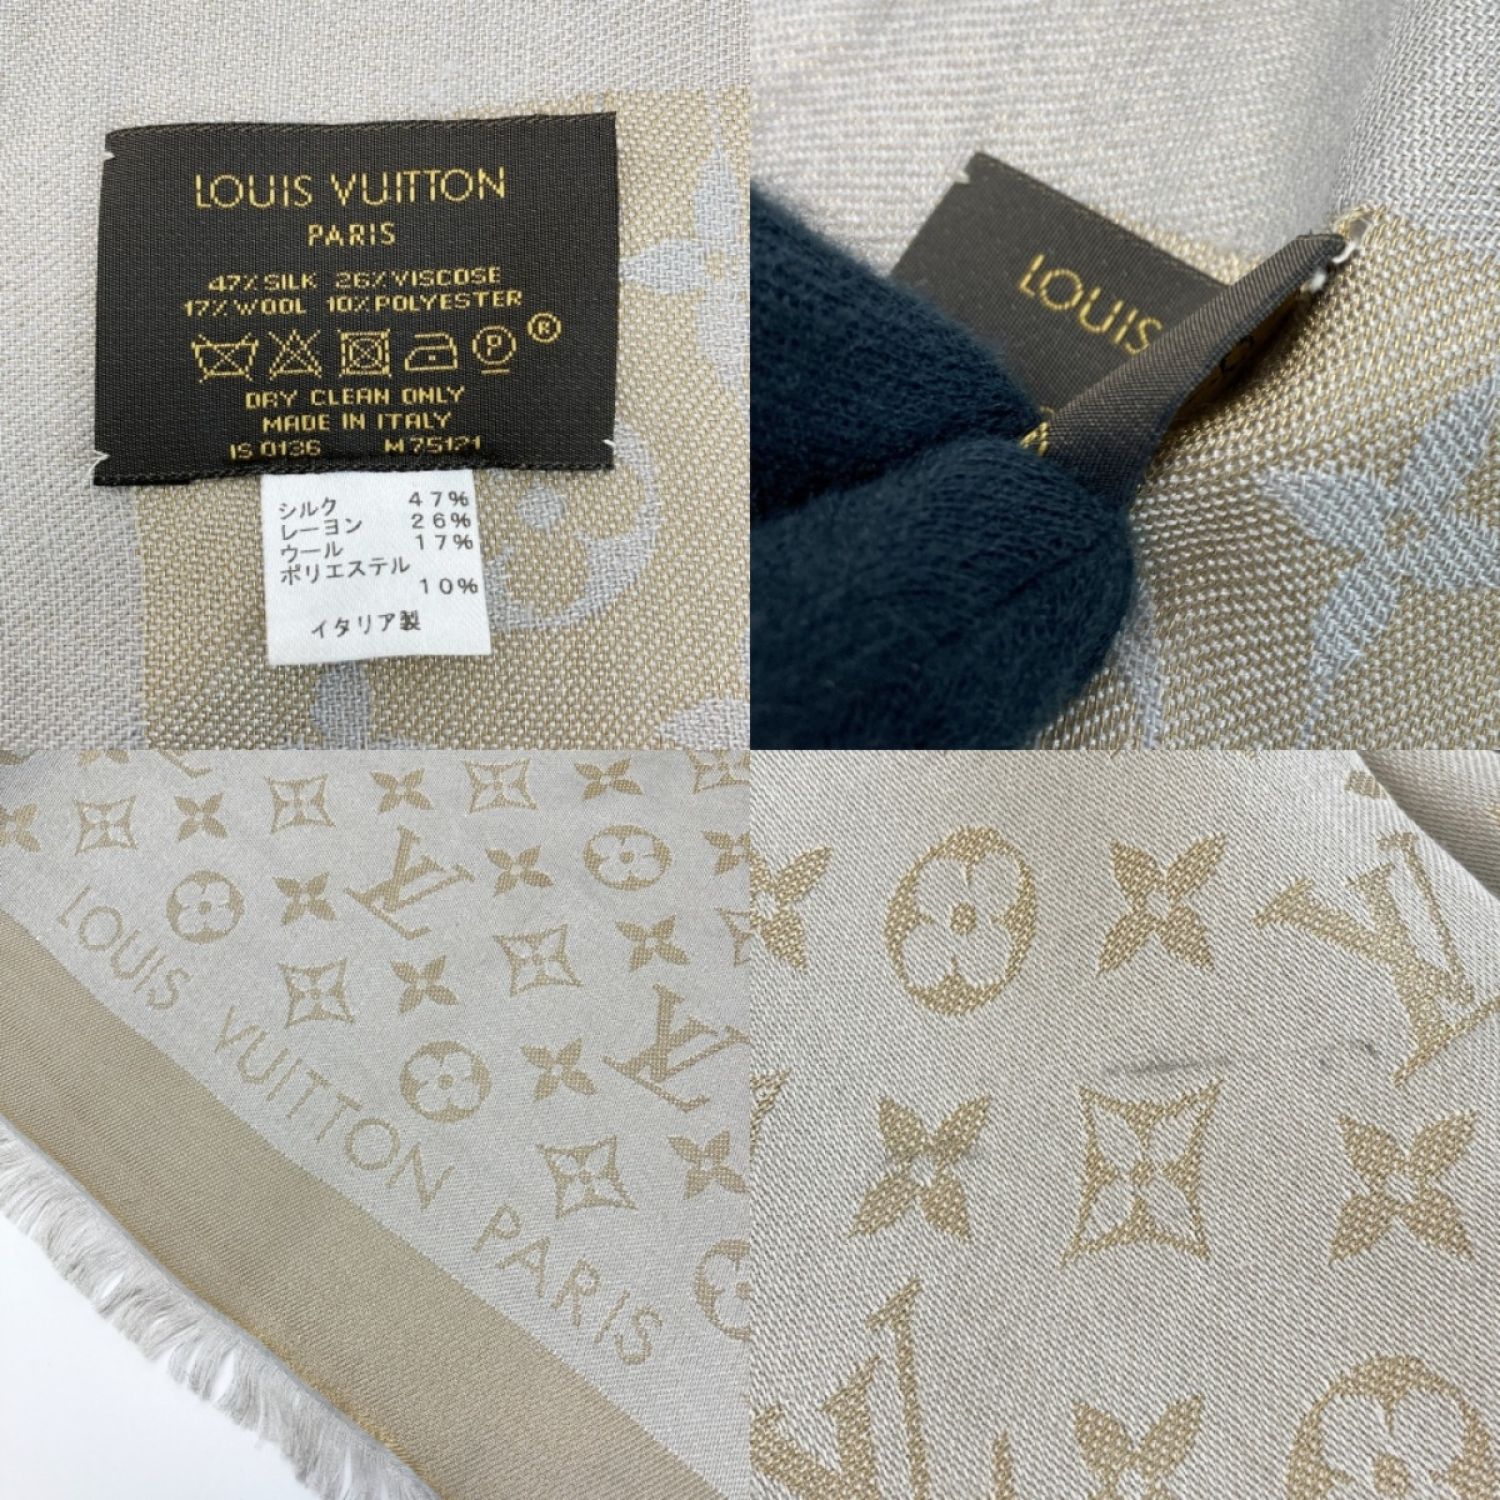 LOUIS VUITTON
PARIS
47% SILK 26% VISCOSE
17% WOOL 10% POLYESTER
P ®
DRY CLEAN ONLY
MADE IN ITALY
IS 0136 M75121
シルク 47%
レーヨン 26%
ウール 17%
ポリエステル
10%
イタリア製
LOUIS
LOUIS VUITTON PARIS